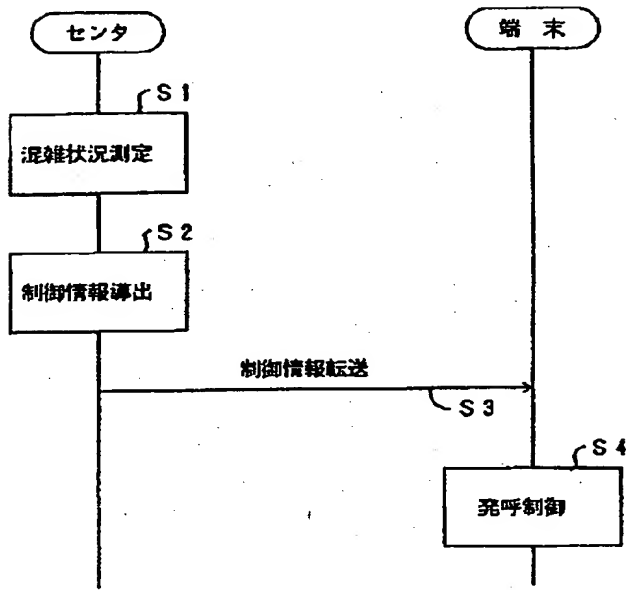 センタ
端 末
S1
混雑状況測定
S2
制御情報導出
制御情報転送
S3
S4
発呼制御